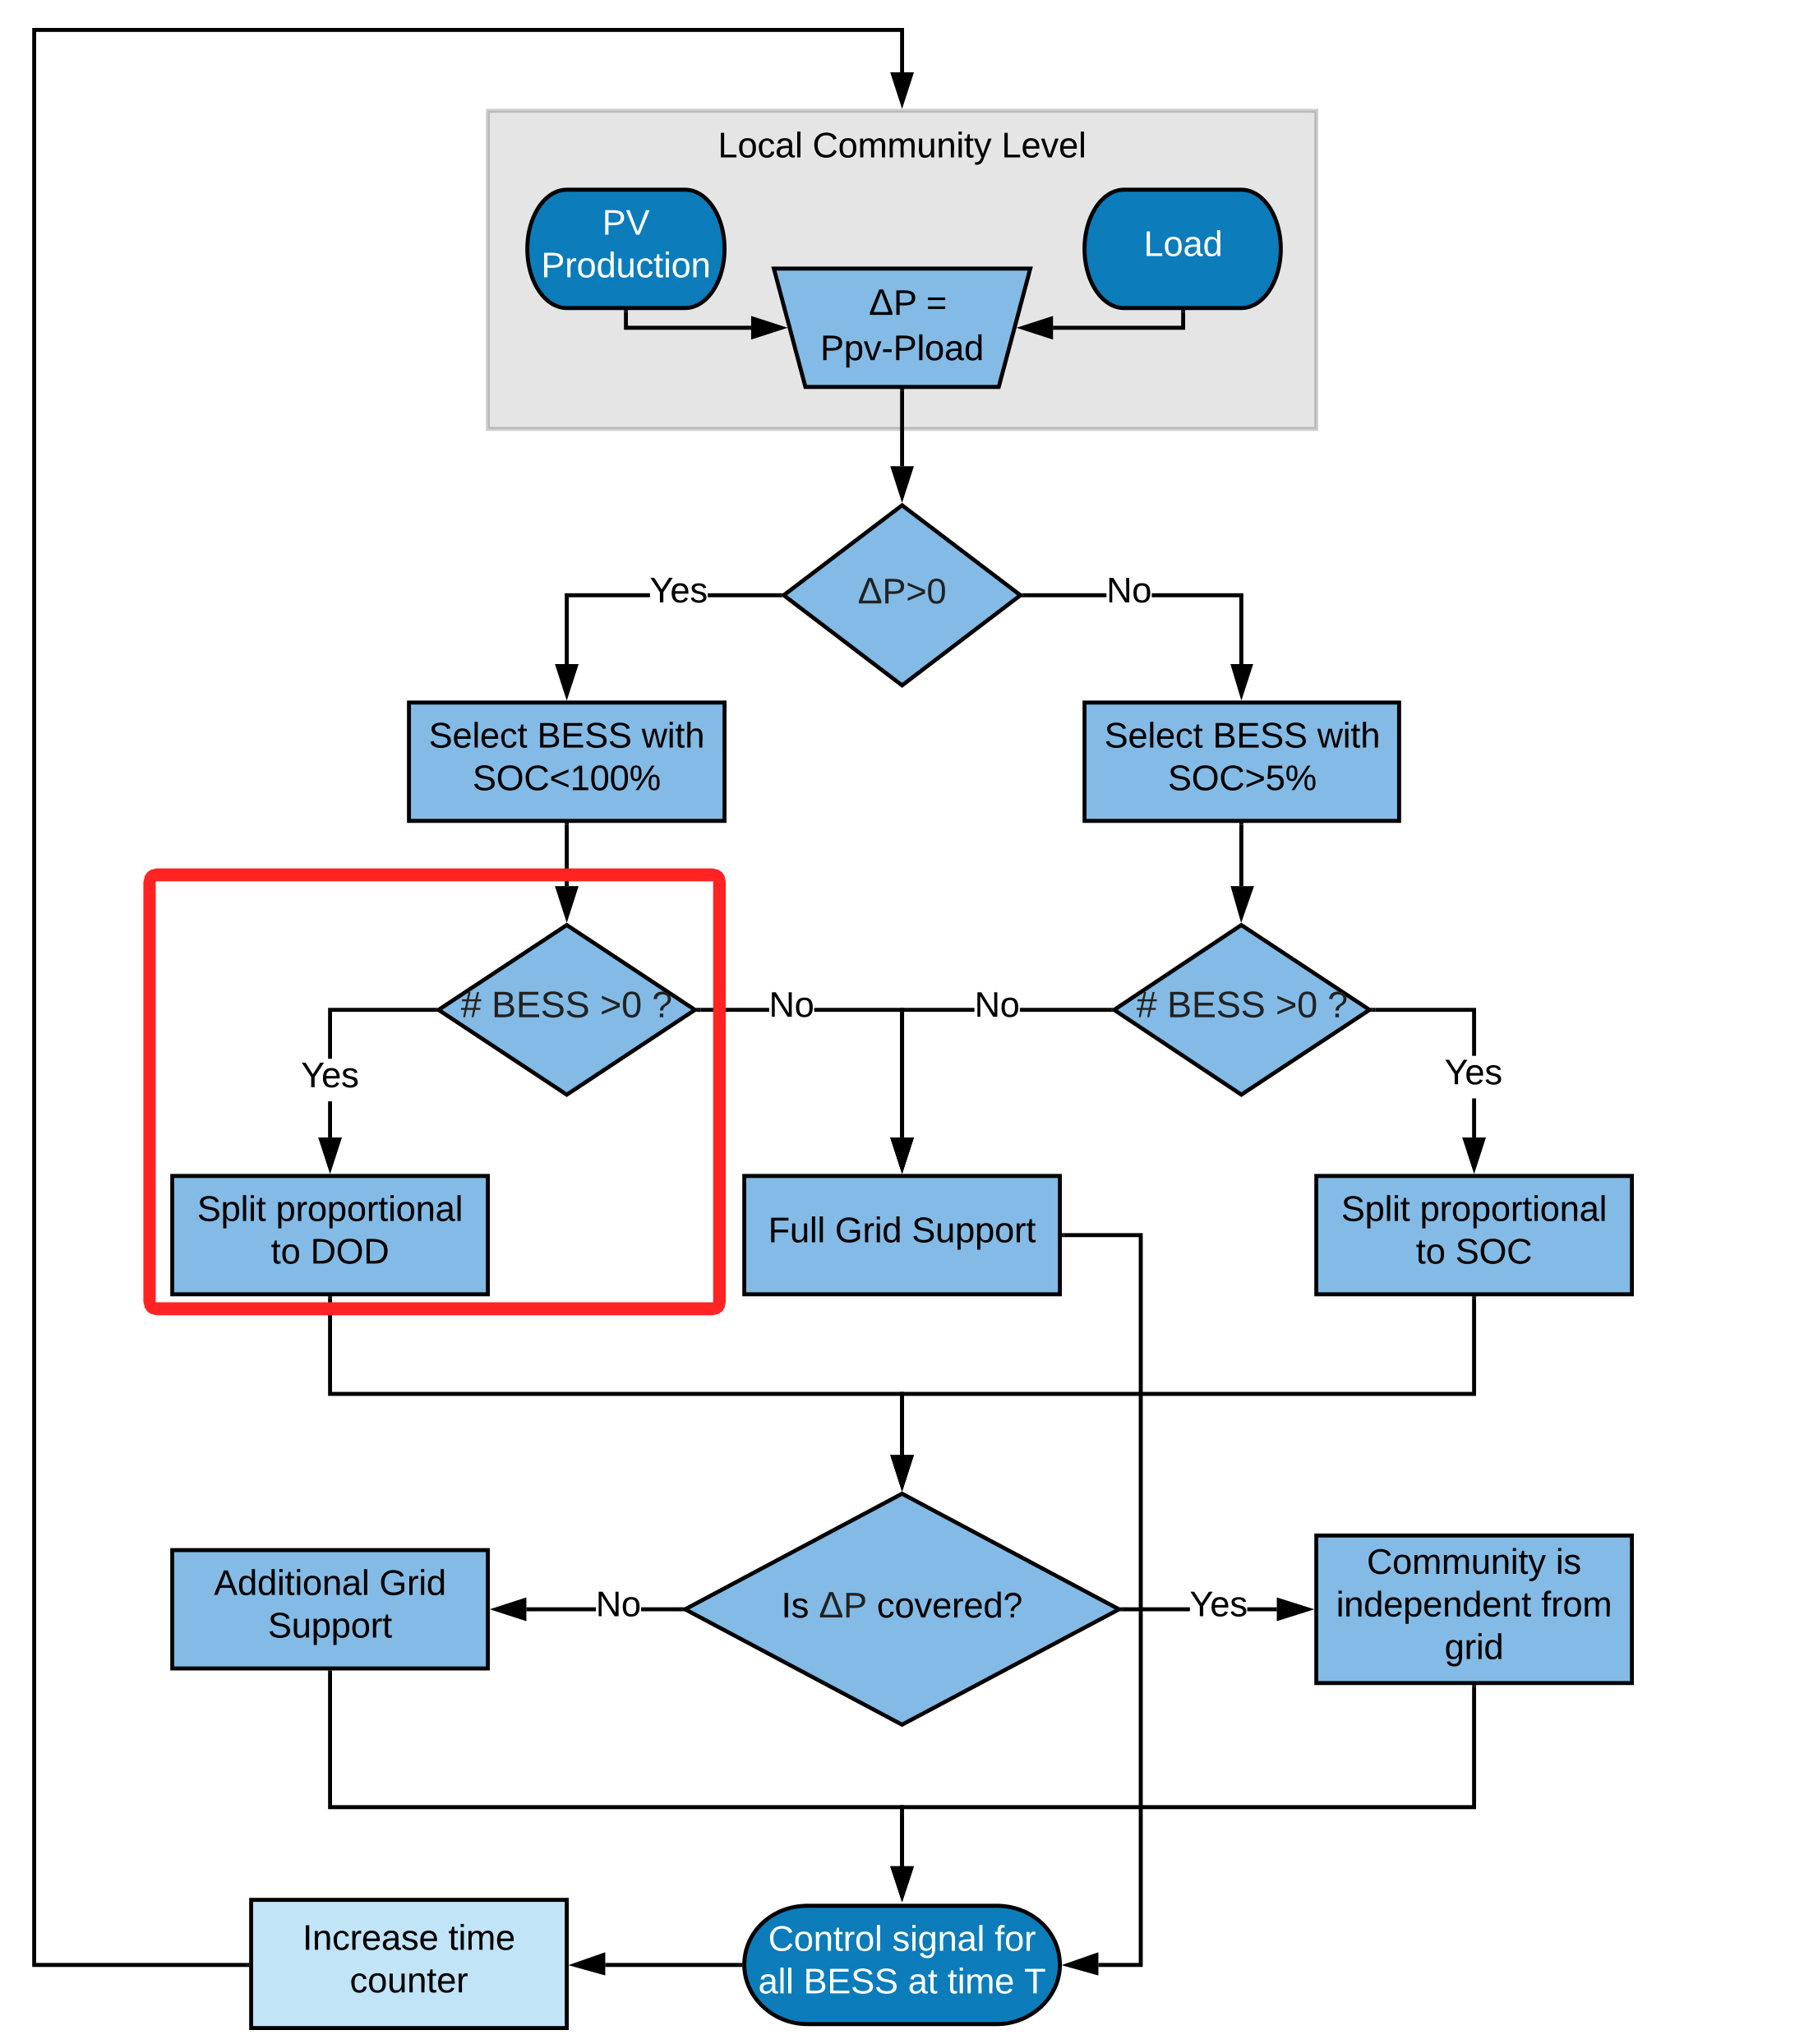 Local Community Level
PV
Production
Load
ΔP =
Ppv-Pload
ΔP>0
Yes
No
Select BESS with
SOC<100%
Select BESS with
SOC>5%
# BESS >0 ?
No
No
# BESS >0 ?
Yes
Yes
Split proportional
to DOD
Full Grid Support
Split proportional
to SOC
Additional Grid
Support
No
Is ΔP covered?
Yes
Community is
independent from
grid
Increase time
counter
Control signal for
all BESS at time T